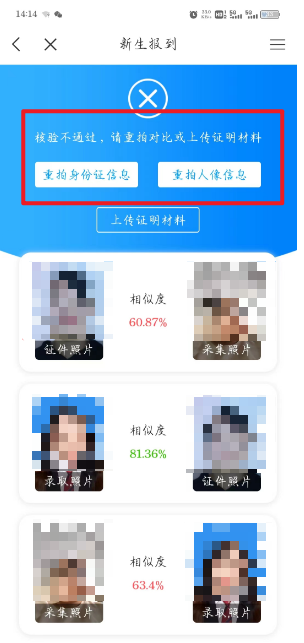 14:14
新生报到
核验不通过，请重拍对比或上传证明材料
重拍身份证信息 重拍人像信息
上传证明材料
相似度
60.87%
证件照片 采集照片
相似度
81.36%
录取照片 证件照片
相似度
63.4%
采集照片 录取照片